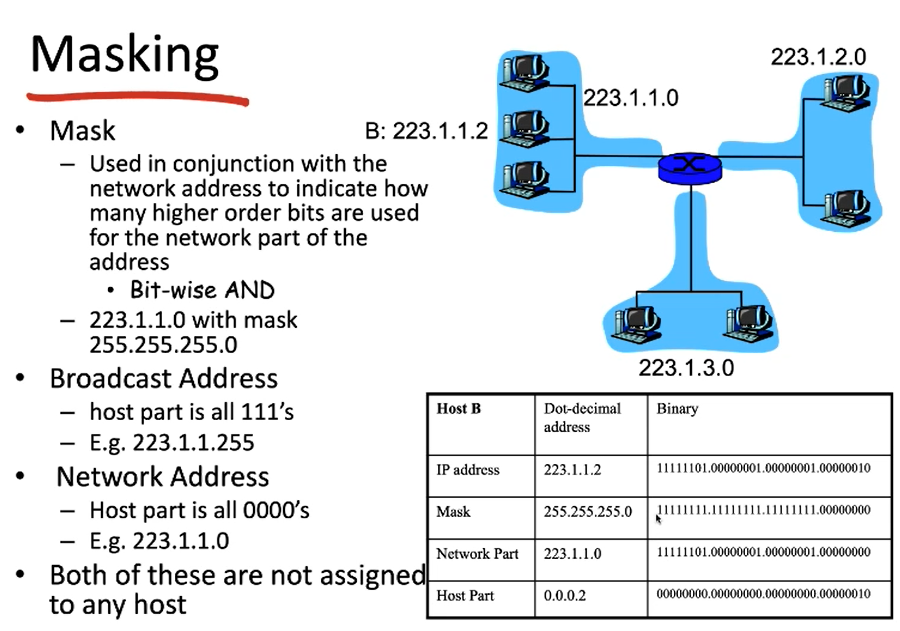 Masking
• Mask
– Used in conjunction with the
network address to indicate how
many higher order bits are used
for the network part of the
address
• Bit-wise AND
– 223.1.1.0 with mask
255.255.255.0
• Broadcast Address
– host part is all 111's
– E.g. 223.1.1.255
• Network Address
– Host part is all 0000's
– E.g. 223.1.1.0
• Both of these are not assigned
to any host
223.1.1.0
223.1.2.0
B: 223.1.1.2
223.1.3.0
Host B Dot-decimal address Binary
IP address 223.1.1.2 11111101.00000001.00000001.00000010
Mask 255.255.255.0 11111111.11111111.11111111.00000000
Network Part 223.1.1.0 11111101.00000001.00000001.00000000
Host Part 0.0.0.2 00000000.00000000.00000000.00000010